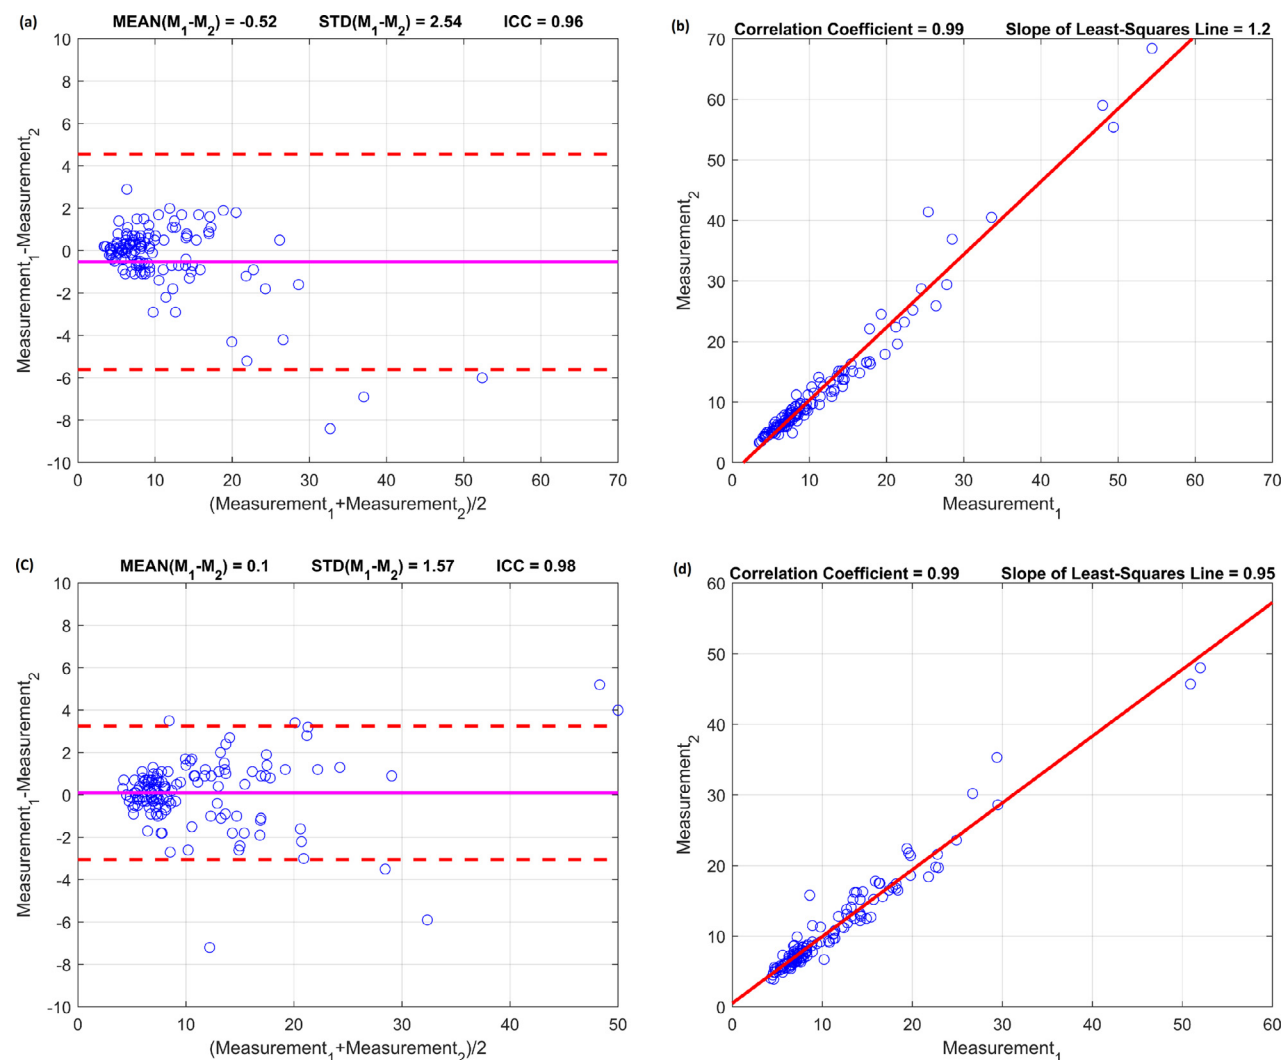 (a) MEAN(M1-M2) = -0.52 STD(M1-M2) = 2.54 ICC = 0.96
10
8
6
4
2
0
-2
-4
-6
-8
-10
Measurement1-Measurement2
0 10 20 30 40 50 60 70
(Measurement1+Measurement2)/2
(b) Correlation Coefficient = 0.99 Slope of Least-Squares Line = 1.2
70
60
50
40
30
20
10
0
Measurement2
0 10 20 30 40 50 60 70
Measurement1
(C) MEAN(M1-M2) = 0.1 STD(M1-M2) = 1.57 ICC = 0.98
10
8
6
4
2
0
-2
-4
-6
-8
-10
Measurement1-Measurement2
0 10 20 30 40 50
(Measurement1+Measurement2)/2
(d) Correlation Coefficient = 0.99 Slope of Least-Squares Line = 0.95
60
50
40
30
20
10
0
Measurement2
0 10 20 30 40 50 60
Measurement1